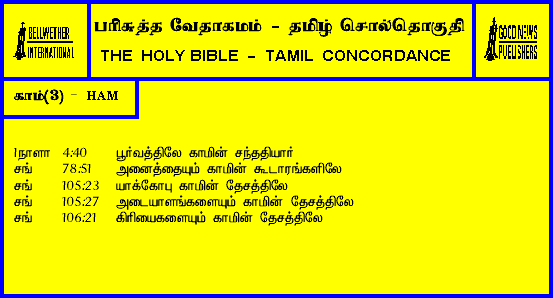 BELLWETHER
INTERNATIONAL
பரிசுத்த வேதாகமம் - தமிழ் சொல்தொகுதி
THE HOLY BIBLE - TAMIL CONCORDANCE
GOOD NEWS
PUBLISHERS
காம்(3) - HAM
1நாளா 4:40 பூர்வத்திலே காமின் சந்ததியார்
சங் 78:51 அனைத்தையும் காமின் கூடாரங்களிலே
சங் 105:23 யாக்கோபு காமின் தேசத்திலே
சங் 105:27 அடையாளங்களையும் காமின் தேசத்திலே
சங் 106:21 கிரியைகளையும் காமின் தேசத்திலே